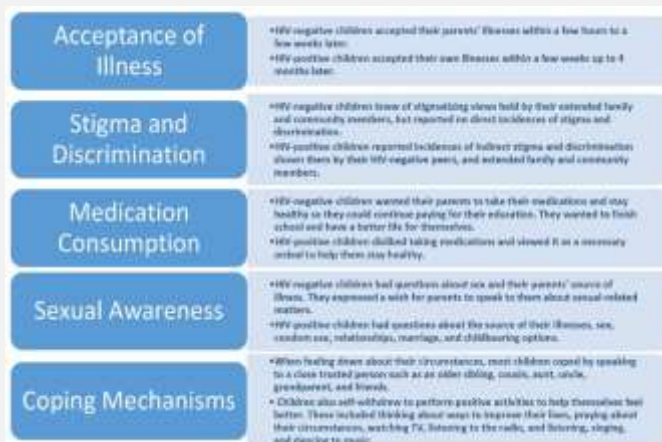 Acceptance of
Illness
•HIV-negative children accepted their parents' illnesses within a few hours to a
few weeks later.
•HIV-positive children accepted their own illnesses within a few weeks up to 4
months later.
Stigma and
Discrimination
•HIV-negative children knew of stigmatizing views held by their extended family
and community members, but reported on direct incidences of stigma and
discrimination.
•HIV-positive children reported incidences of indirect stigma and discrimination
shown them by their HIV-negative peers, and extended family and community
members.
Medication
Consumption
•HIV-negative children wanted their parents to take their medications and stay
healthy so they could continue paying for their education. They wanted to finish
school and have a better life for themselves.
•HIV-positive children disliked taking medications and viewed it as a necessary
ordeal to help them stay healthy.
Sexual Awareness
•HIV-negative children had questions about sex and their parents' source of
illness. They expressed a wish for parents to speak to them about sexual-related
matters.
•HIV-positive children had questions about the source of their illnesses, sex,
condom use, relationships, marriage, and childbearing options.
Coping Mechanisms
•When feeling down about their circumstances, most children coped by speaking
to a close trusted person such as an older sibling, cousin, aunt, uncle,
grandparent, and friends.
• Children also self-withdrew to perform positive activities to help themselves feel
better. These included thinking about ways to improve their lives, praying about
their circumstances, watching TV, listening to the radio, and listening, singing,
and dancing to music.